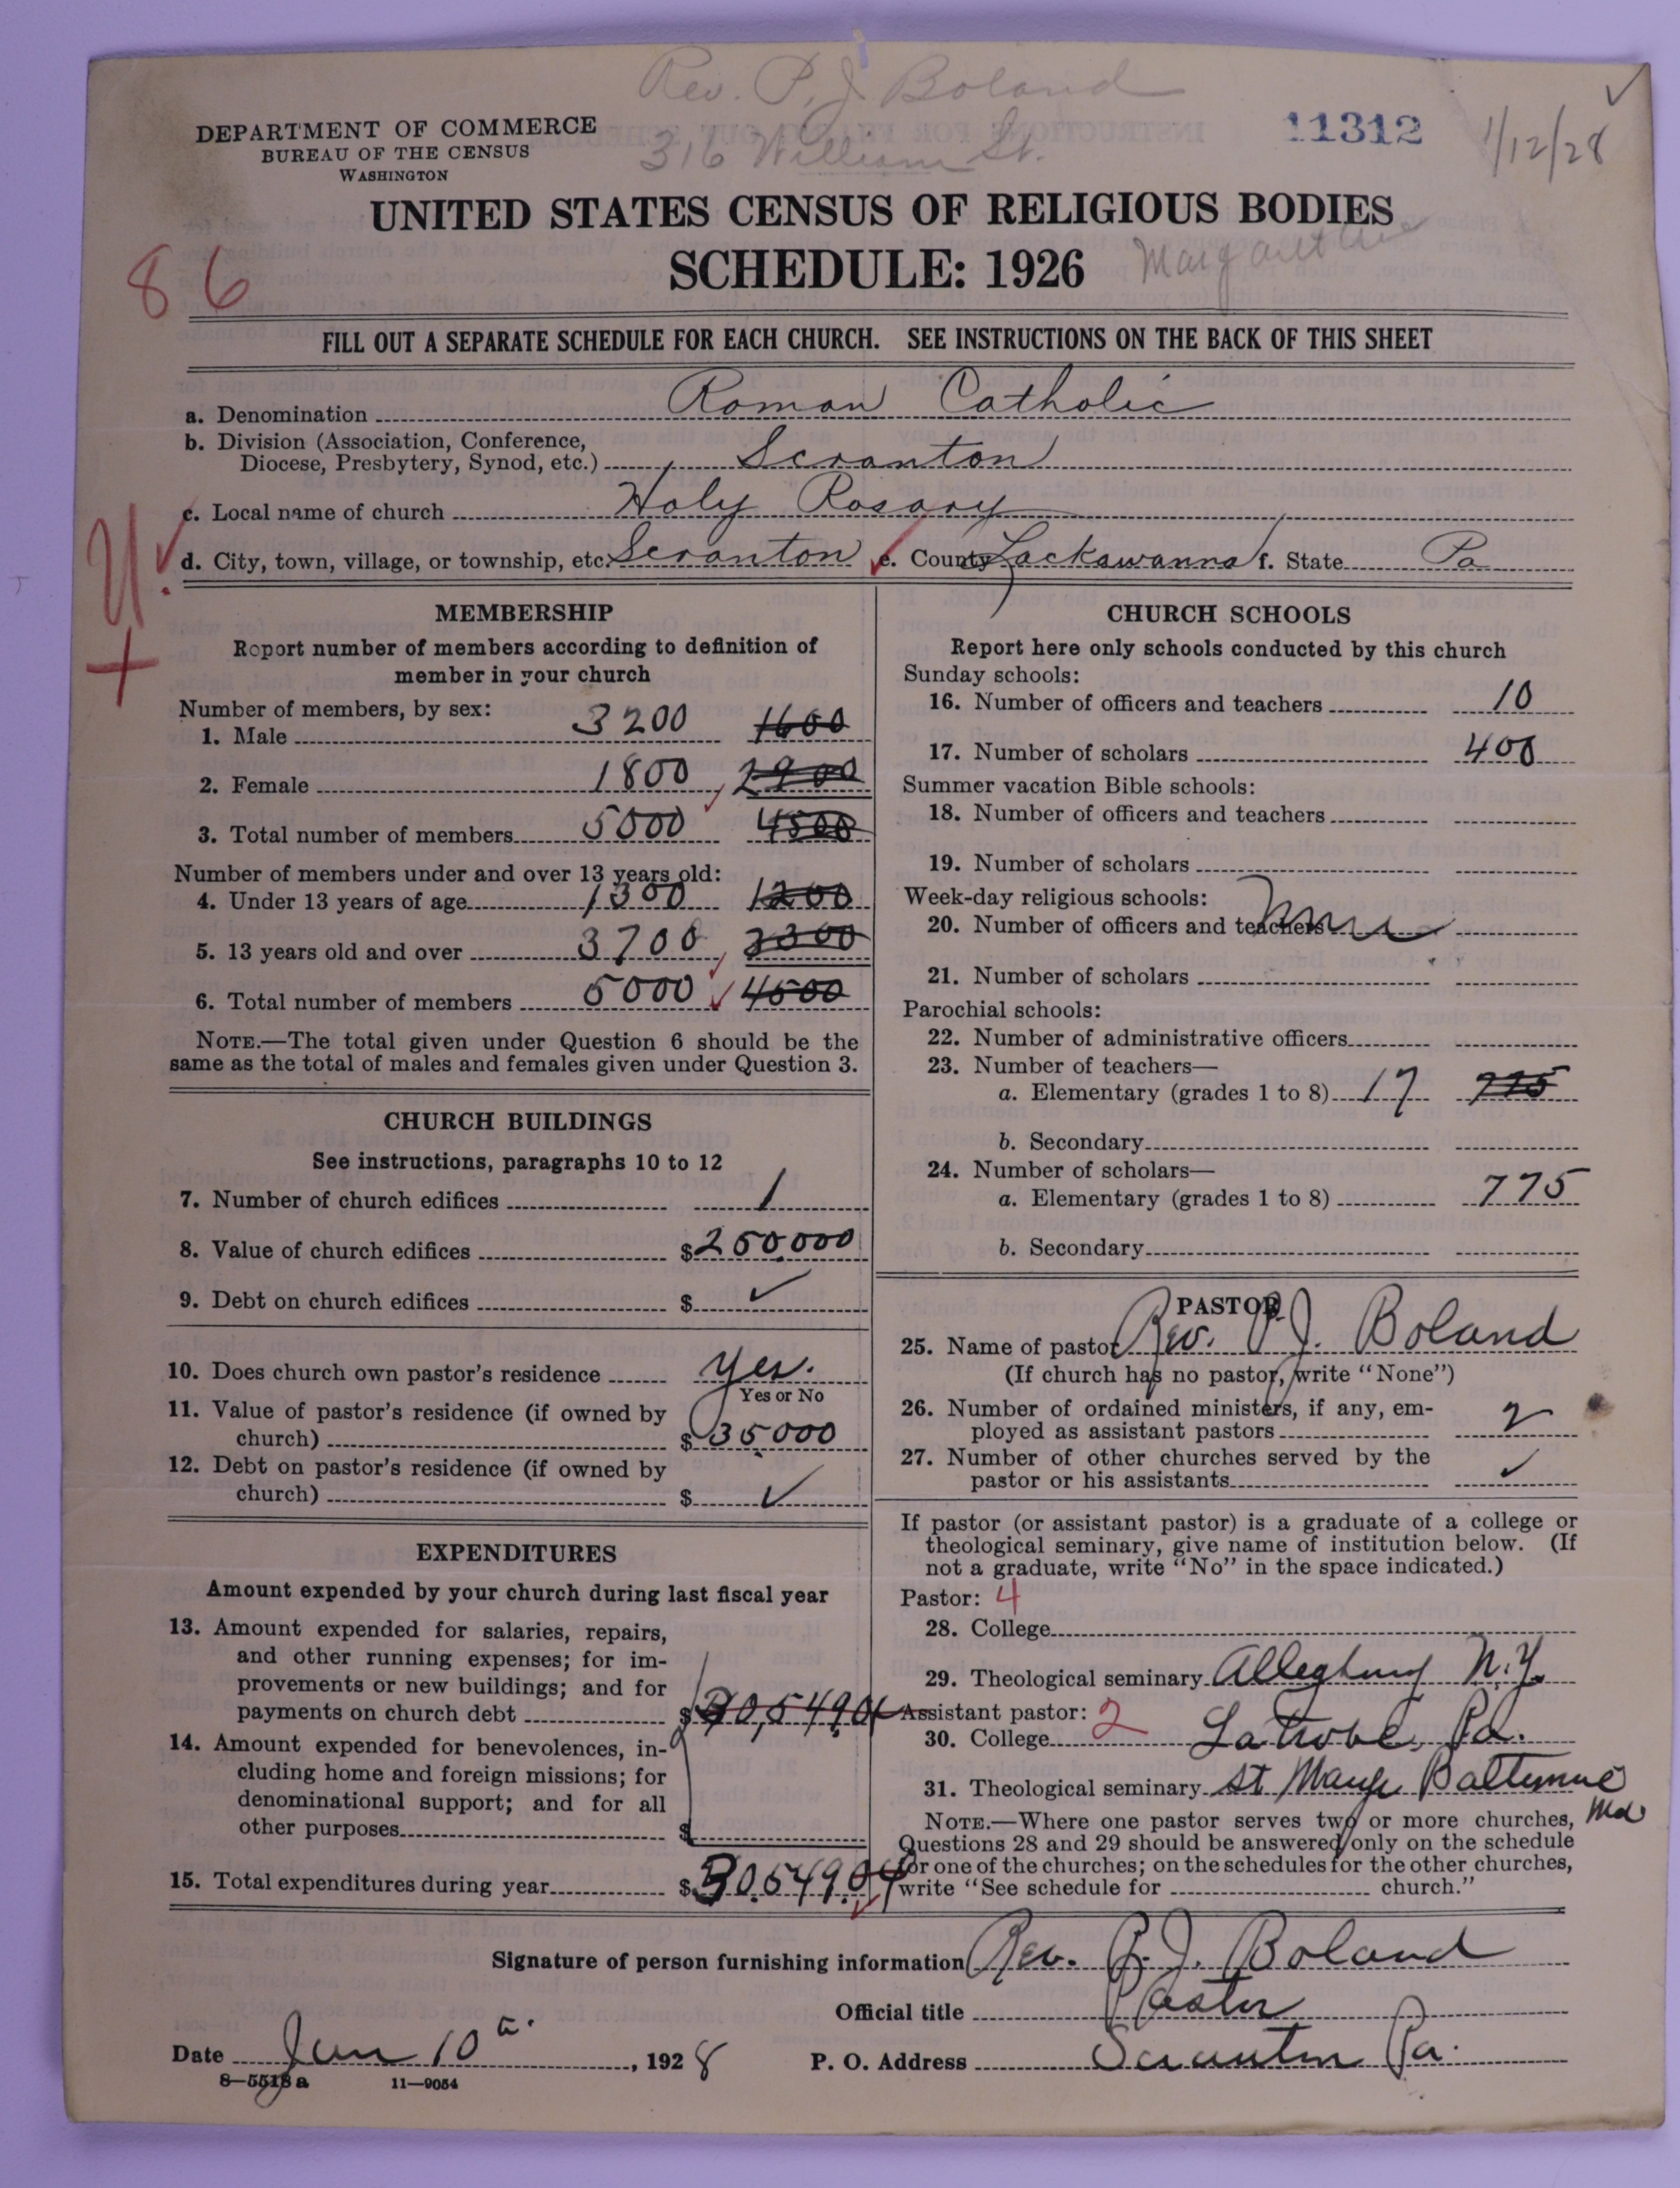 Rev. P. J. Boland
316 William St.
11312
1/12/28
DEPARTMENT OF COMMERCE
BUREAU OF THE CENSUS
WASHINGTON
UNITED STATES CENSUS OF RELIGIOUS BODIES
SCHEDULE: 1926
86
FILL OUT A SEPARATE SCHEDULE FOR EACH CHURCH. SEE INSTRUCTIONS ON THE BACK OF THIS SHEET
a. Denomination Roman Catholic
b. Division (Association, Conference,
Diocese, Presbytery, Synod, etc.) Scranton
c. Local name of church Holy Rosary
d. City, town, village, or township, etc. Scranton e. County Lackawanna f. State Pa
MEMBERSHIP
Report number of members according to definition of
member in your church
Number of members, by sex:
1. Male 3200 1600
2. Female 1800 2900
3. Total number of members 5000 4500
Number of members under and over 13 years old:
4. Under 13 years of age 1300 1200
5. 13 years old and over 3700 3300
6. Total number of members 5000 4500
NOTE.—The total given under Question 6 should be the
same as the total of males and females given under Question 3.
CHURCH BUILDINGS
See instructions, paragraphs 10 to 12
7. Number of church edifices 1
8. Value of church edifices $250,000
9. Debt on church edifices $ ✓
10. Does church own pastor's residence Yes.
Yes or No
11. Value of pastor's residence (if owned by
church) $35,000
12. Debt on pastor's residence (if owned by
church) $ ✓
EXPENDITURES
Amount expended by your church during last fiscal year
13. Amount expended for salaries, repairs,
and other running expenses; for im-
provements or new buildings; and for
payments on church debt $
14. Amount expended for benevolences, in-
cluding home and foreign missions; for
denominational support; and for all
other purposes $
15. Total expenditures during year $
CHURCH SCHOOLS
Report here only schools conducted by this church
Sunday schools:
16. Number of officers and teachers 10
17. Number of scholars 400
Summer vacation Bible schools:
18. Number of officers and teachers
19. Number of scholars
Week-day religious schools:
20. Number of officers and teachers none
21. Number of scholars
Parochial schools:
22. Number of administrative officers
23. Number of teachers—
a. Elementary (grades 1 to 8) 17 775
b. Secondary
24. Number of scholars—
a. Elementary (grades 1 to 8) 775
b. Secondary
PASTOR
25. Name of pastor Rev. P. J. Boland
(If church has no pastor, write "None")
26. Number of ordained ministers, if any, em-
ployed as assistant pastors 2
27. Number of other churches served by the
pastor or his assistants ✓
If pastor (or assistant pastor) is a graduate of a college or
theological seminary, give name of institution below. (If
not a graduate, write "No" in the space indicated.)
Pastor: 4
28. College
29. Theological seminary Alleghany N.Y.
Assistant pastor: 2
30. College Latrobe, Pa.
31. Theological seminary St. Marys Baltimore
Md
NOTE.—Where one pastor serves two or more churches,
Questions 28 and 29 should be answered only on the schedule
for one of the churches; on the schedules for the other churches,
write "See schedule for church."
Signature of person furnishing information Rev. P. J. Boland
Official title Pastor
Date Jan 10, 1928
P. O. Address Scranton Pa.
8—5518 a 11—9054